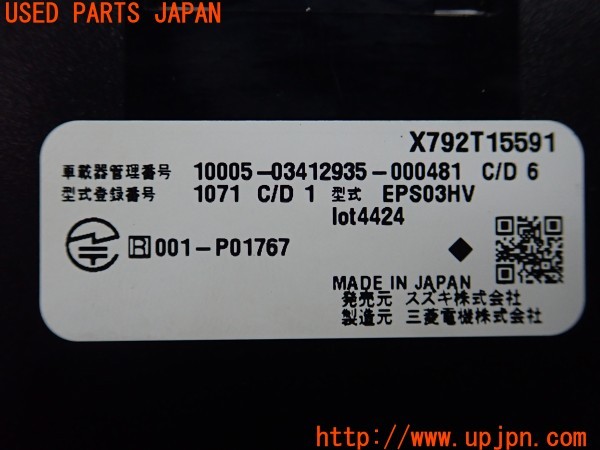 USED PARTS JAPAN
X792T15591
車載器管理番号 10005-03412935-000481 C/D 6
型式登録番号 1071 C/D 1 型式 EPS03HV
lot4424
R 001-P01767
MADE IN JAPAN
発売元 スズキ株式会社
製造元 三菱電機株式会社
http://www.upjpn.com/